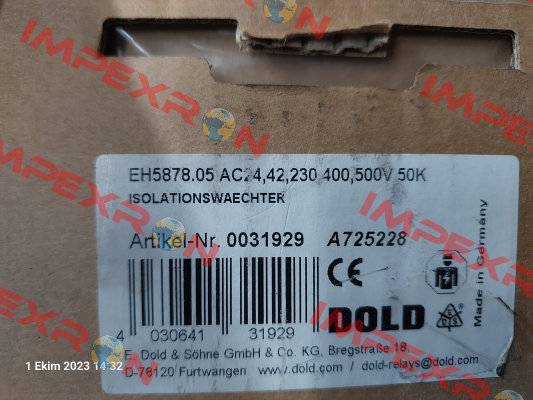 EH5878.05 AC24,42,230 400,500V 50K
ISOLATIONSWAECHTER
Artikel-Nr. 0031929 A725228
CE
Made in Germany
4 030641 31929
DOLD
E. Dold & Söhne GmbH & Co. KG, Bregstraße 18,
D-78120 Furtwangen www.dold.com / dold-relays@dold.com
1 Ekim 2023 14:32
IMPEXRON
IMPEXRON
IMPEXRON
IMPEXRON